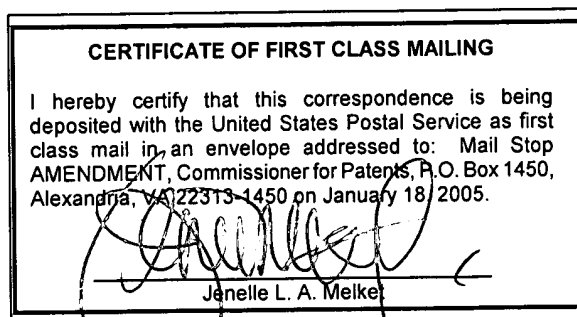 CERTIFICATE OF FIRST CLASS MAILING
I hereby certify that this correspondence is being
deposited with the United States Postal Service as first
class mail in an envelope addressed to: Mail Stop
AMENDMENT, Commissioner for Patents, P.O. Box 1450,
Alexandria, VA 22313-1450 on January 18, 2005.
Jenelle L. A.